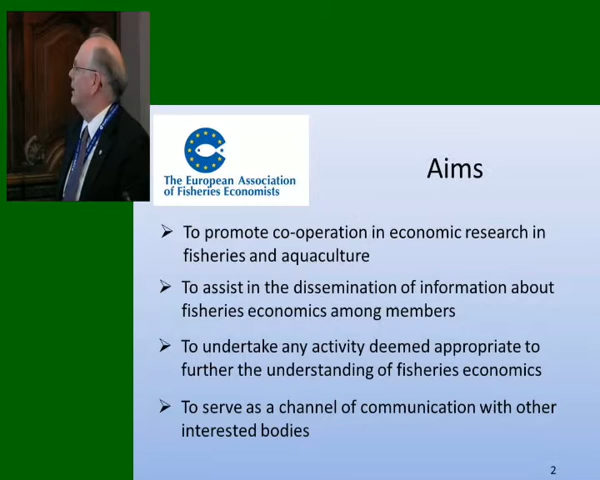 The European Association
of Fisheries Economists
Aims
➢ To promote co-operation in economic research in
fisheries and aquaculture
➢ To assist in the dissemination of information about
fisheries economics among members
➢ To undertake any activity deemed appropriate to
further the understanding of fisheries economics
➢ To serve as a channel of communication with other
interested bodies
2